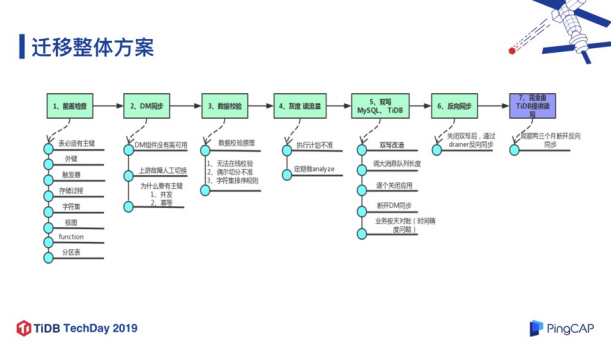 迁移整体方案
1、前置检查
2、DM同步
3、数据校验
4、灰度 读流量
5、双写
MySQL、 TiDB
6、反向同步
7、完全由
TiDB提供读
写
表必须有主键
外键
触发器
存储过程
字符集
视图
function
分区表
DM组件没有高可用
上游故障人工切换
为什么要有主键
1、并发
2、幂等
数据校验原理
1、无法在线校验
2、偶尔切分不准
3、字符集排序规则
执行计划不准
定期做analyze
双写改造
调大消息队列长度
逐个关闭应用
断开DM同步
业务按天对账(时间精
度问题)
关闭双写后,通过
drainer反向同步
观察两三个月断开反向
同步
TiDB TechDay 2019
PingCAP